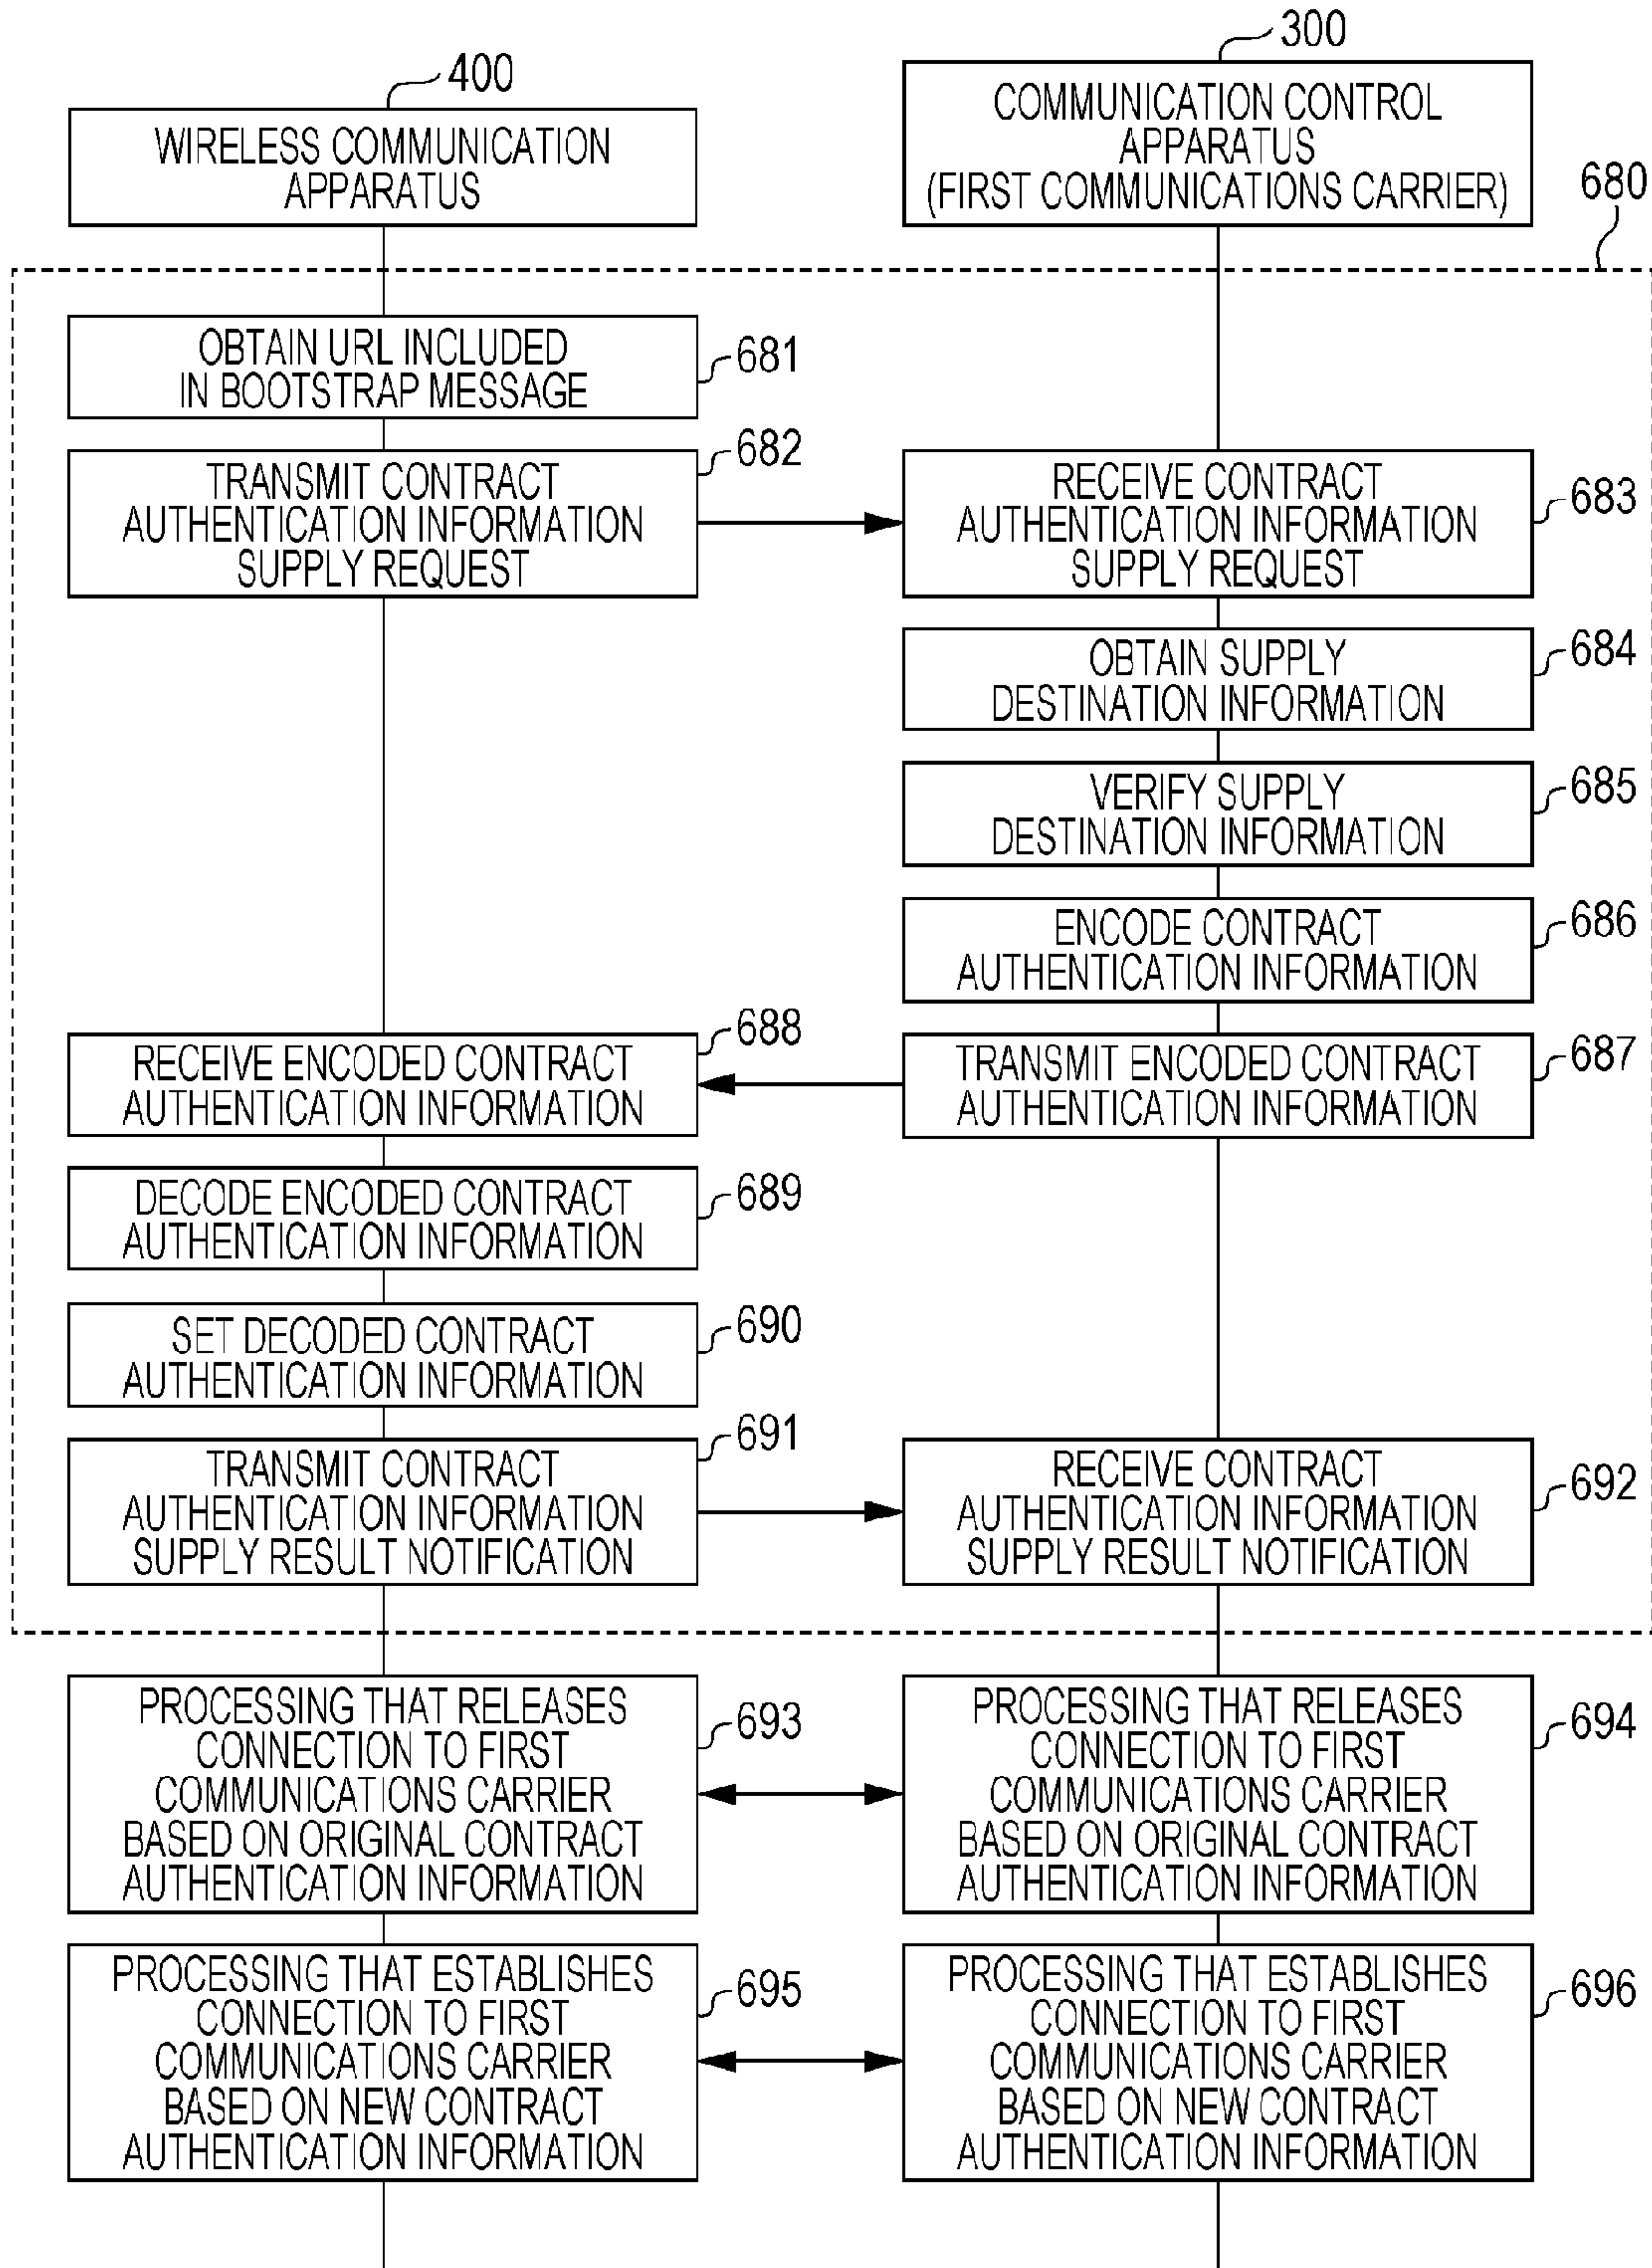 400
WIRELESS COMMUNICATION
APPARATUS
300
COMMUNICATION CONTROL
APPARATUS
(FIRST COMMUNICATIONS CARRIER)
680
OBTAIN URL INCLUDED
IN BOOTSTRAP MESSAGE
681
TRANSMIT CONTRACT
AUTHENTICATION INFORMATION
SUPPLY REQUEST
682
RECEIVE CONTRACT
AUTHENTICATION INFORMATION
SUPPLY REQUEST
683
OBTAIN SUPPLY
DESTINATION INFORMATION
684
VERIFY SUPPLY
DESTINATION INFORMATION
685
ENCODE CONTRACT
AUTHENTICATION INFORMATION
686
TRANSMIT ENCODED CONTRACT
AUTHENTICATION INFORMATION
687
RECEIVE ENCODED CONTRACT
AUTHENTICATION INFORMATION
688
DECODE ENCODED CONTRACT
AUTHENTICATION INFORMATION
689
SET DECODED CONTRACT
AUTHENTICATION INFORMATION
690
TRANSMIT CONTRACT
AUTHENTICATION INFORMATION
SUPPLY RESULT NOTIFICATION
691
RECEIVE CONTRACT
AUTHENTICATION INFORMATION
SUPPLY RESULT NOTIFICATION
692
PROCESSING THAT RELEASES
CONNECTION TO FIRST
COMMUNICATIONS CARRIER
BASED ON ORIGINAL CONTRACT
AUTHENTICATION INFORMATION
693
PROCESSING THAT RELEASES
CONNECTION TO FIRST
COMMUNICATIONS CARRIER
BASED ON ORIGINAL CONTRACT
AUTHENTICATION INFORMATION
694
PROCESSING THAT ESTABLISHES
CONNECTION TO FIRST
COMMUNICATIONS CARRIER
BASED ON NEW CONTRACT
AUTHENTICATION INFORMATION
695
PROCESSING THAT ESTABLISHES
CONNECTION TO FIRST
COMMUNICATIONS CARRIER
BASED ON NEW CONTRACT
AUTHENTICATION INFORMATION
696